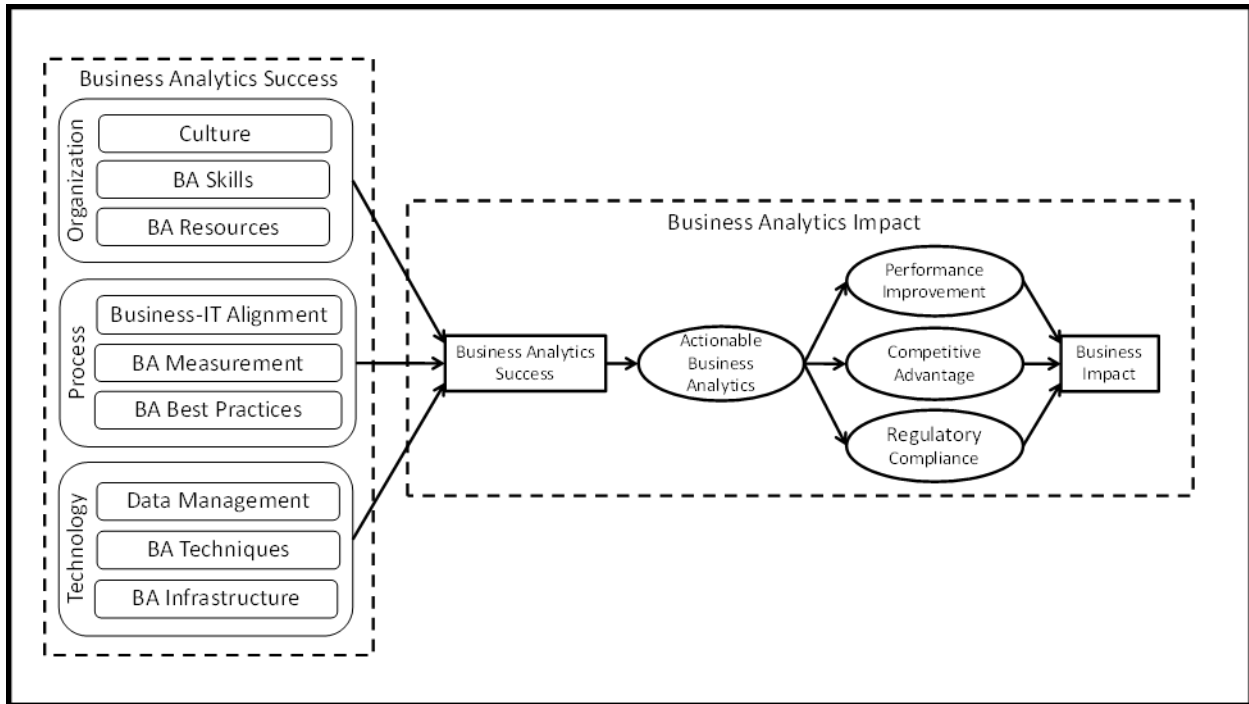 Business Analytics Success
Organization
Culture
BA Skills
BA Resources
Process
Business-IT Alignment
BA Measurement
BA Best Practices
Technology
Data Management
BA Techniques
BA Infrastructure
Business Analytics Impact
Business Analytics
Success
Actionable
Business
Analytics
Performance
Improvement
Competitive
Advantage
Regulatory
Compliance
Business
Impact